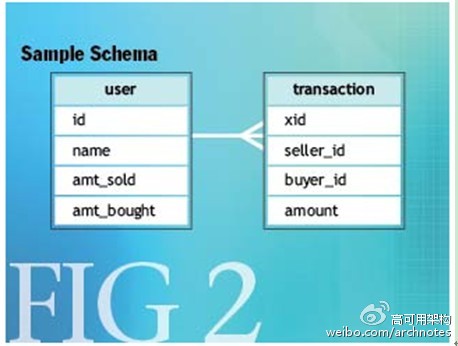 Sample Schema
user
id
name
amt_sold
amt_bought
transaction
xid
seller_id
buyer_id
amount
FIG 2
高可用架构
weibo.com/archnotes